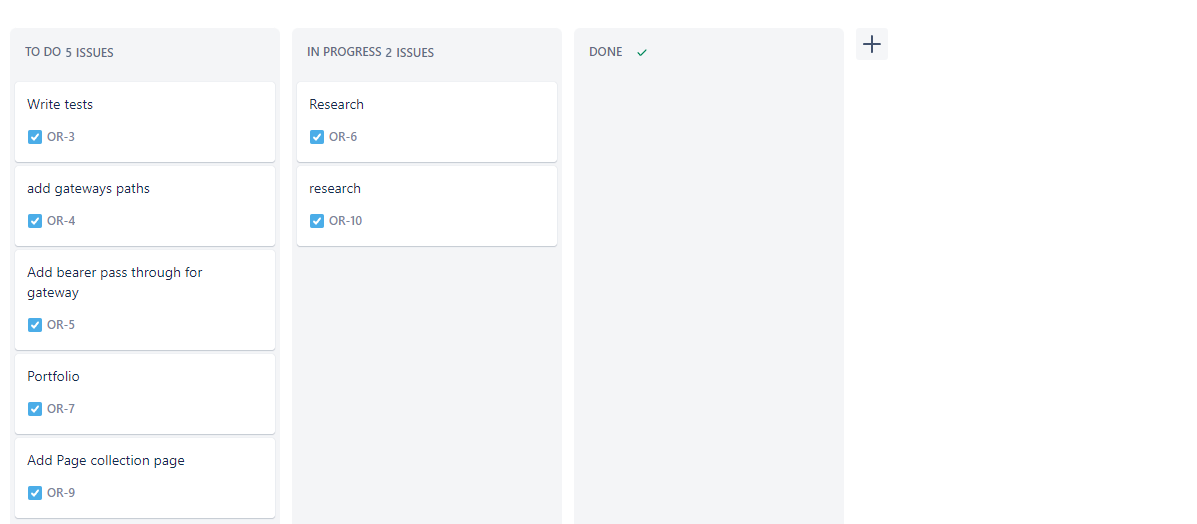 TO DO 5 ISSUES
Write tests
OR-3
add gateways paths
OR-4
Add bearer pass through for
gateway
OR-5
Portfolio
OR-7
Add Page collection page
OR-9
IN PROGRESS 2 ISSUES
Research
OR-6
research
OR-10
DONE